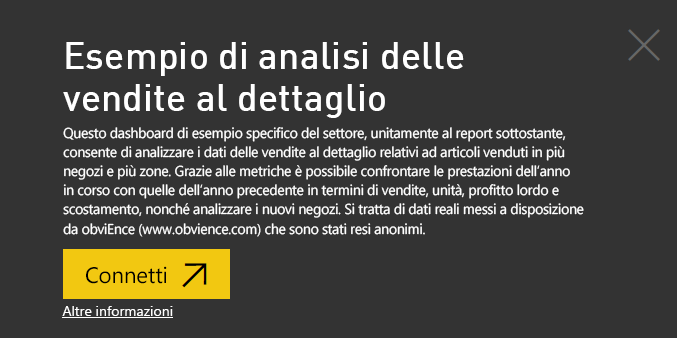 Esempio di analisi delle
vendite al dettaglio
Questo dashboard di esempio specifico del settore, unitamente al report sottostante,
consente di analizzare i dati delle vendite al dettaglio relativi ad articoli venduti in più
negozi e più zone. Grazie alle metriche è possibile confrontare le prestazioni dell'anno
in corso con quelle dell'anno precedente in termini di vendite, unità, profitto lordo e
scostamento, nonché analizzare i nuovi negozi. Si tratta di dati reali messi a disposizione
da obviEnce (www.obvience.com) che sono stati resi anonimi.
Connetti
Altre informazioni